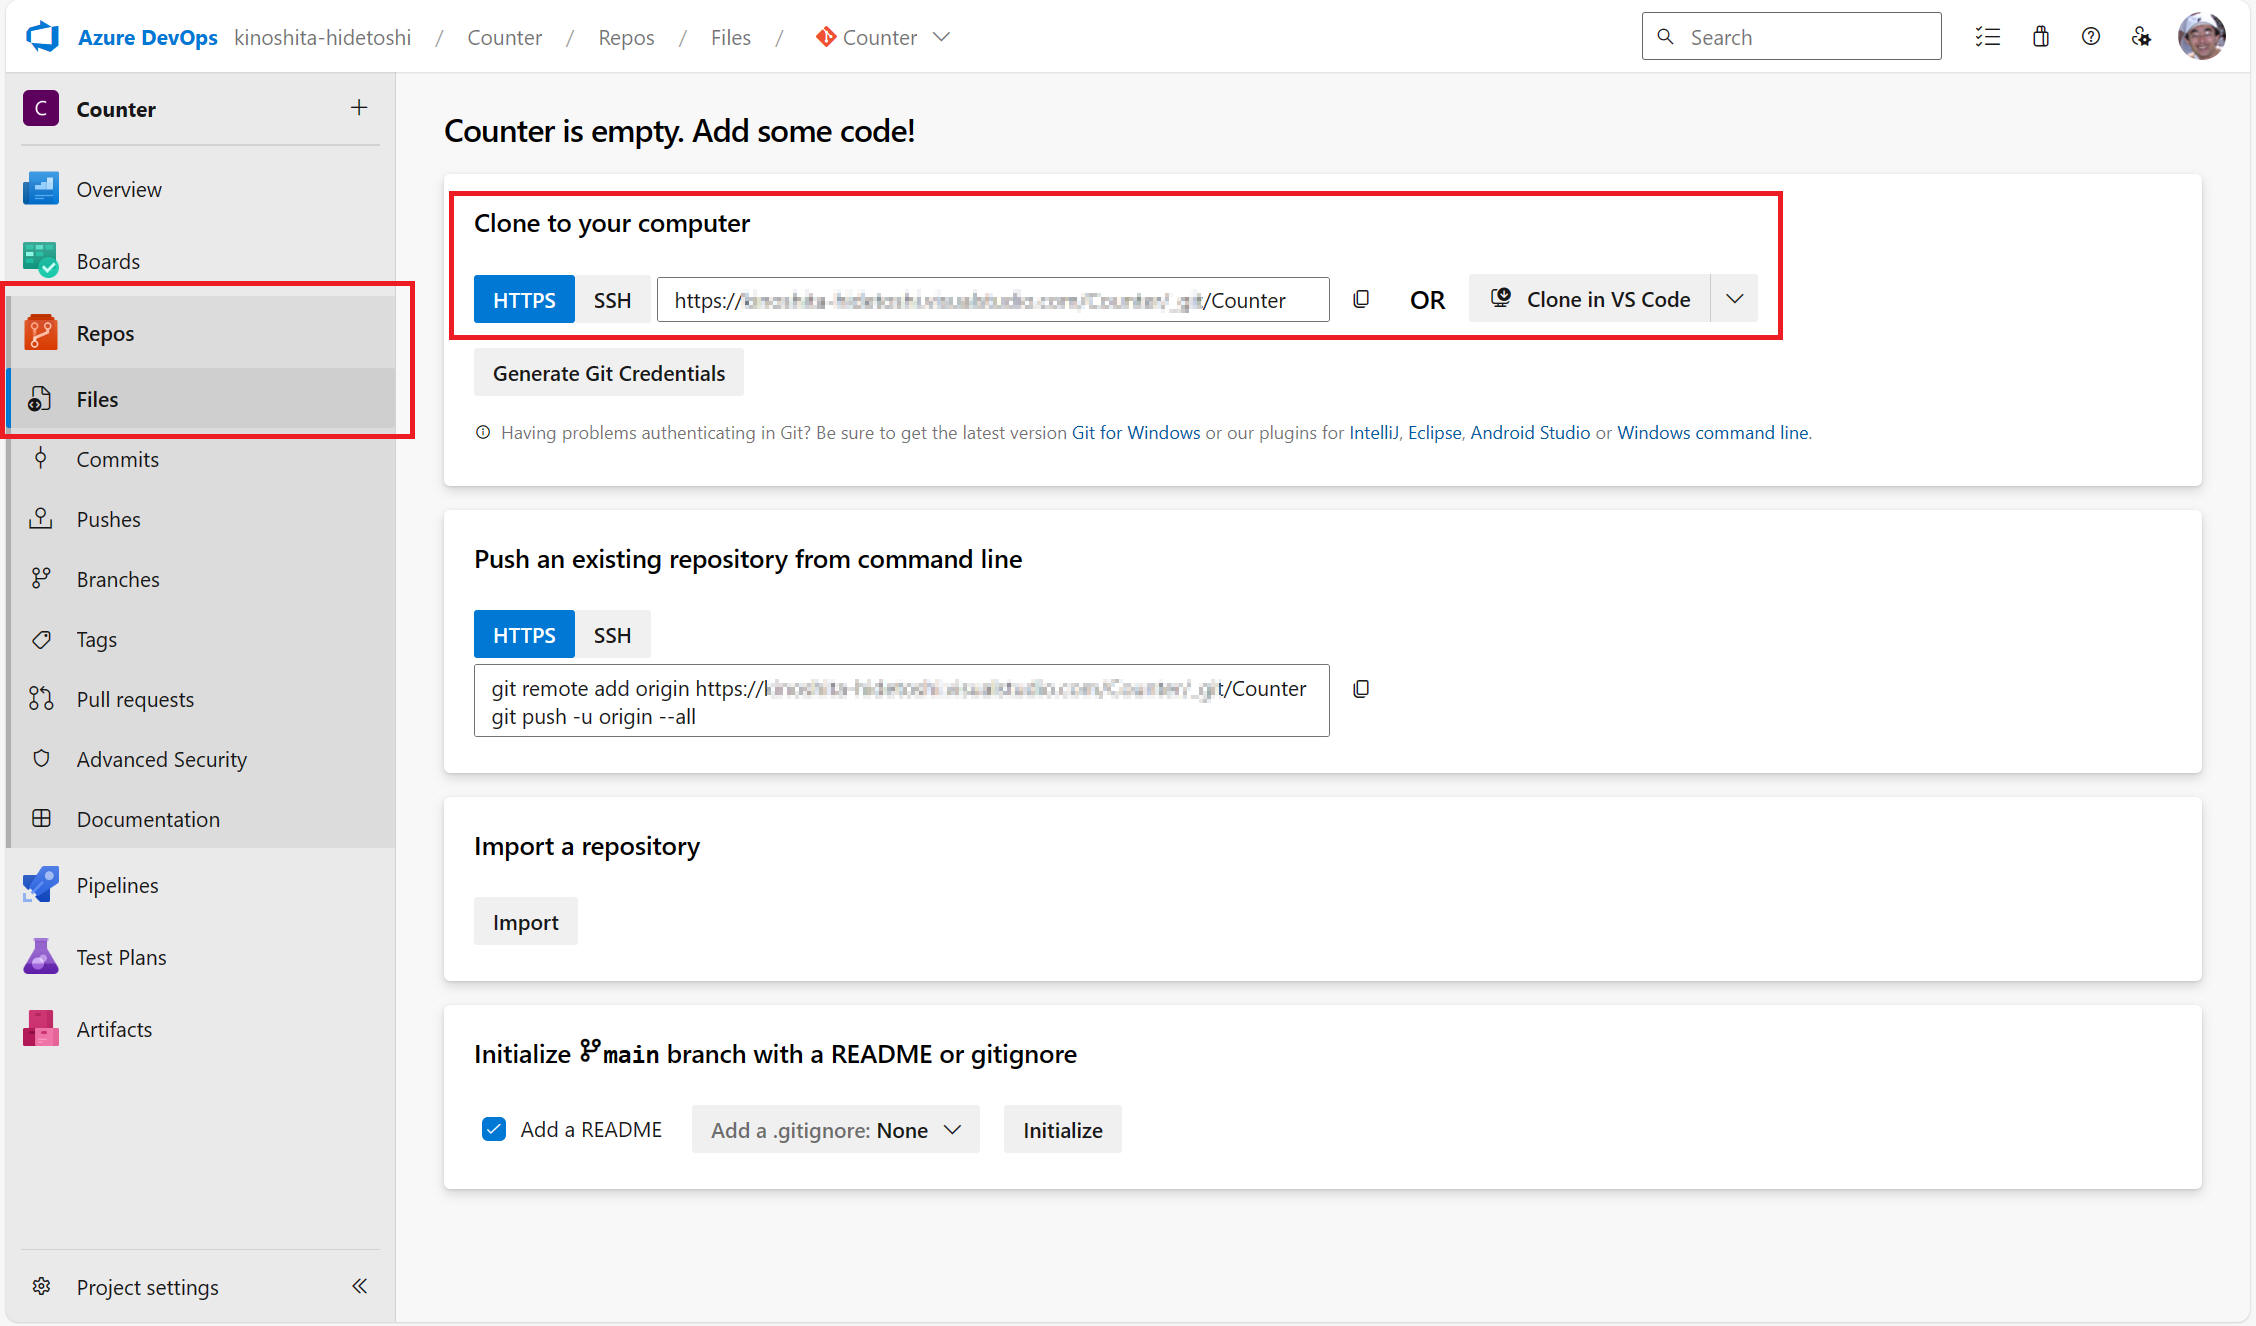 Azure DevOps kinoshita-hidetoshi / Counter / Repos / Files / Counter
Search
C Counter
Overview
Boards
Repos
Files
Commits
Pushes
Branches
Tags
Pull requests
Advanced Security
Documentation
Pipelines
Test Plans
Artifacts
Project settings
Counter is empty. Add some code!
Clone to your computer
HTTPS SSH https:// /Counter OR Clone in VS Code
Generate Git Credentials
Having problems authenticating in Git? Be sure to get the latest version Git for Windows or our plugins for IntelliJ, Eclipse, Android Studio or Windows command line.
Push an existing repository from command line
HTTPS SSH
git remote add origin https:// /Counter
git push -u origin --all
Import a repository
Import
Initialize main branch with a README or gitignore
Add a README Add a .gitignore: None Initialize